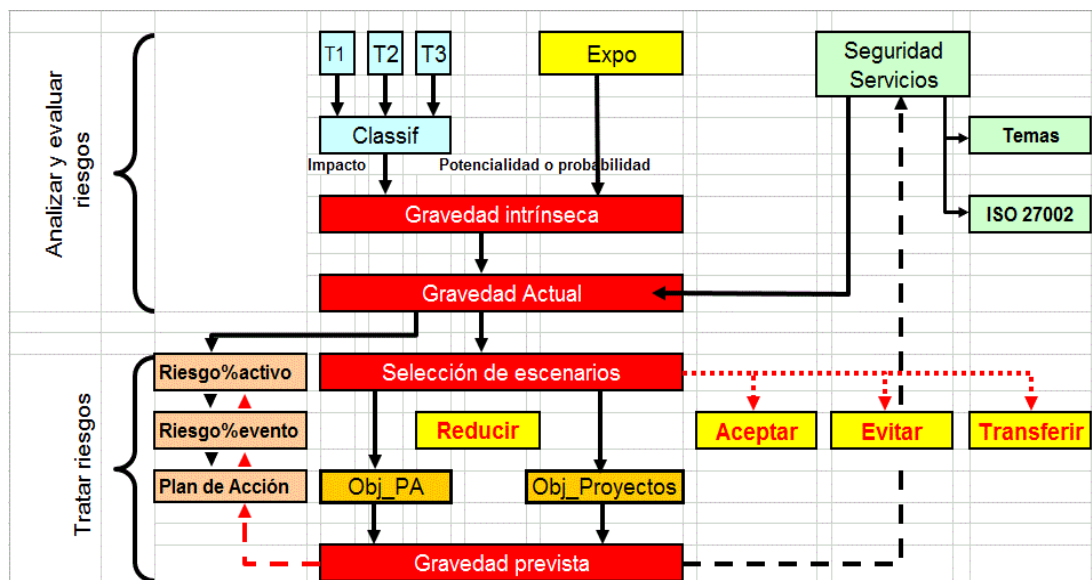 Analizar y evaluar
riesgos
T1
T2
T3
Expo
Seguridad
Servicios
Classif
Temas
Impacto
Potencialidad o probabilidad
Gravedad intrínseca
ISO 27002
Gravedad Actual
Tratar riesgos
Riesgo%activo
Selección de escenarios
Riesgo%evento
Reducir
Aceptar
Evitar
Transferir
Plan de Acción
Obj_PA
Obj_Proyectos
Gravedad prevista